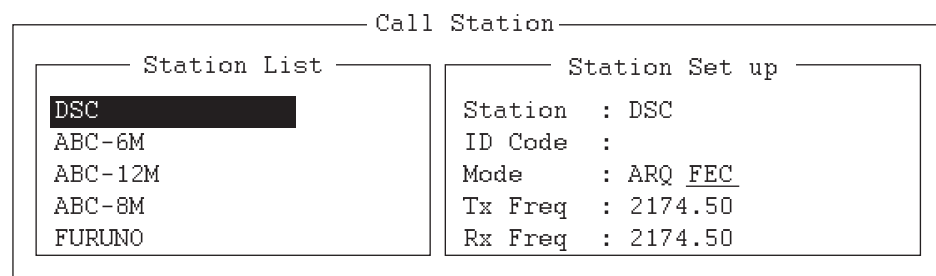 Call Station
Station List
DSC
ABC-6M
ABC-12M
ABC-8M
FURUNO
Station Set up
Station : DSC
ID Code :
Mode : ARQ FEC
Tx Freq : 2174.50
Rx Freq : 2174.50